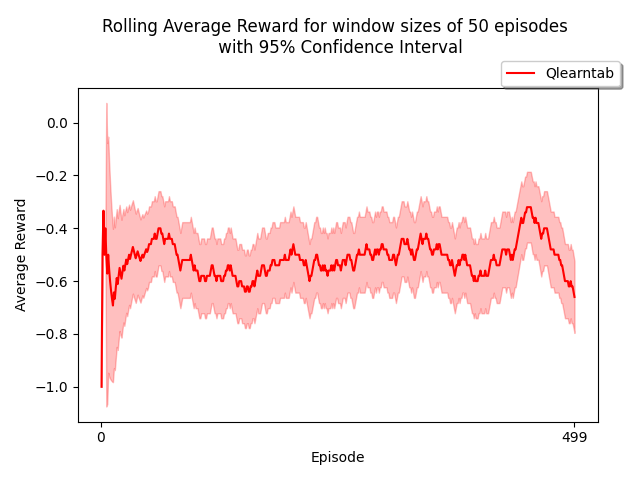 Rolling Average Reward for window sizes of 50 episodes
with 95% Confidence Interval
Qlearntab
0.0
−0.2
−0.4
−0.6
−0.8
−1.0
Average Reward
0
499
Episode